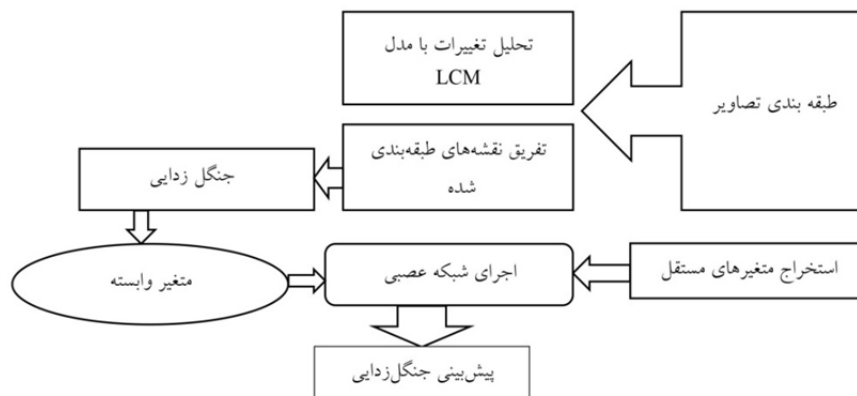 طبقه بندی تصاویر
تحلیل تغییرات با مدل
LCM
تفریق نقشه‌های طبقه‌بندی
شده
جنگل زدایی
متغیر وابسته
اجرای شبکه عصبی
استخراج متغیرهای مستقل
پیش‌بینی جنگل‌زدایی